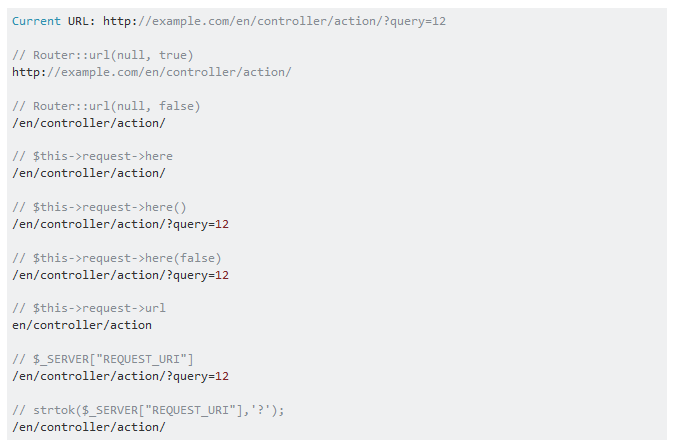 Current URL: http://example.com/en/controller/action/?query=12
// Router::url(null, true)
http://example.com/en/controller/action/
// Router::url(null, false)
/en/controller/action/
// $this->request->here
/en/controller/action/
// $this->request->here()
/en/controller/action/?query=12
// $this->request->here(false)
/en/controller/action/?query=12
// $this->request->url
en/controller/action
// $_SERVER["REQUEST_URI"]
/en/controller/action/?query=12
// strtok($_SERVER["REQUEST_URI"],'?');
/en/controller/action/